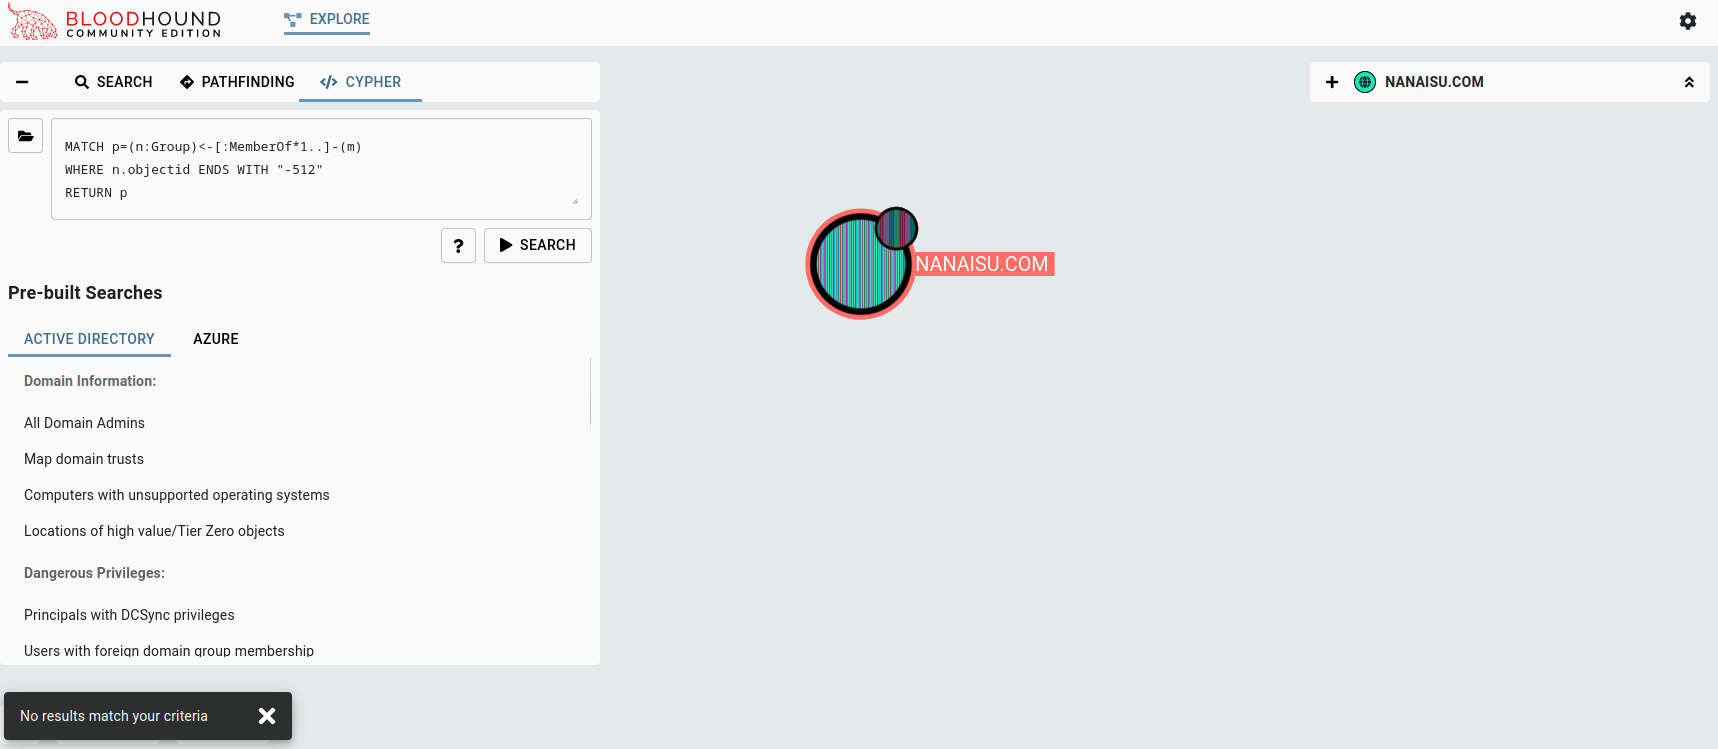 BLOODHOUND
COMMUNITY EDITION
EXPLORE
SEARCH
PATHFINDING
CYPHER
MATCH p=(n:Group)<-[:MemberOf*1..]-(m)
WHERE n.objectid ENDS WITH "-512"
RETURN p
?
SEARCH
Pre-built Searches
ACTIVE DIRECTORY
AZURE
Domain Information:
All Domain Admins
Map domain trusts
Computers with unsupported operating systems
Locations of high value/Tier Zero objects
Dangerous Privileges:
Principals with DCSync privileges
Users with foreign domain group membership
No results match your criteria
NANAISU.COM
NANAISU.COM